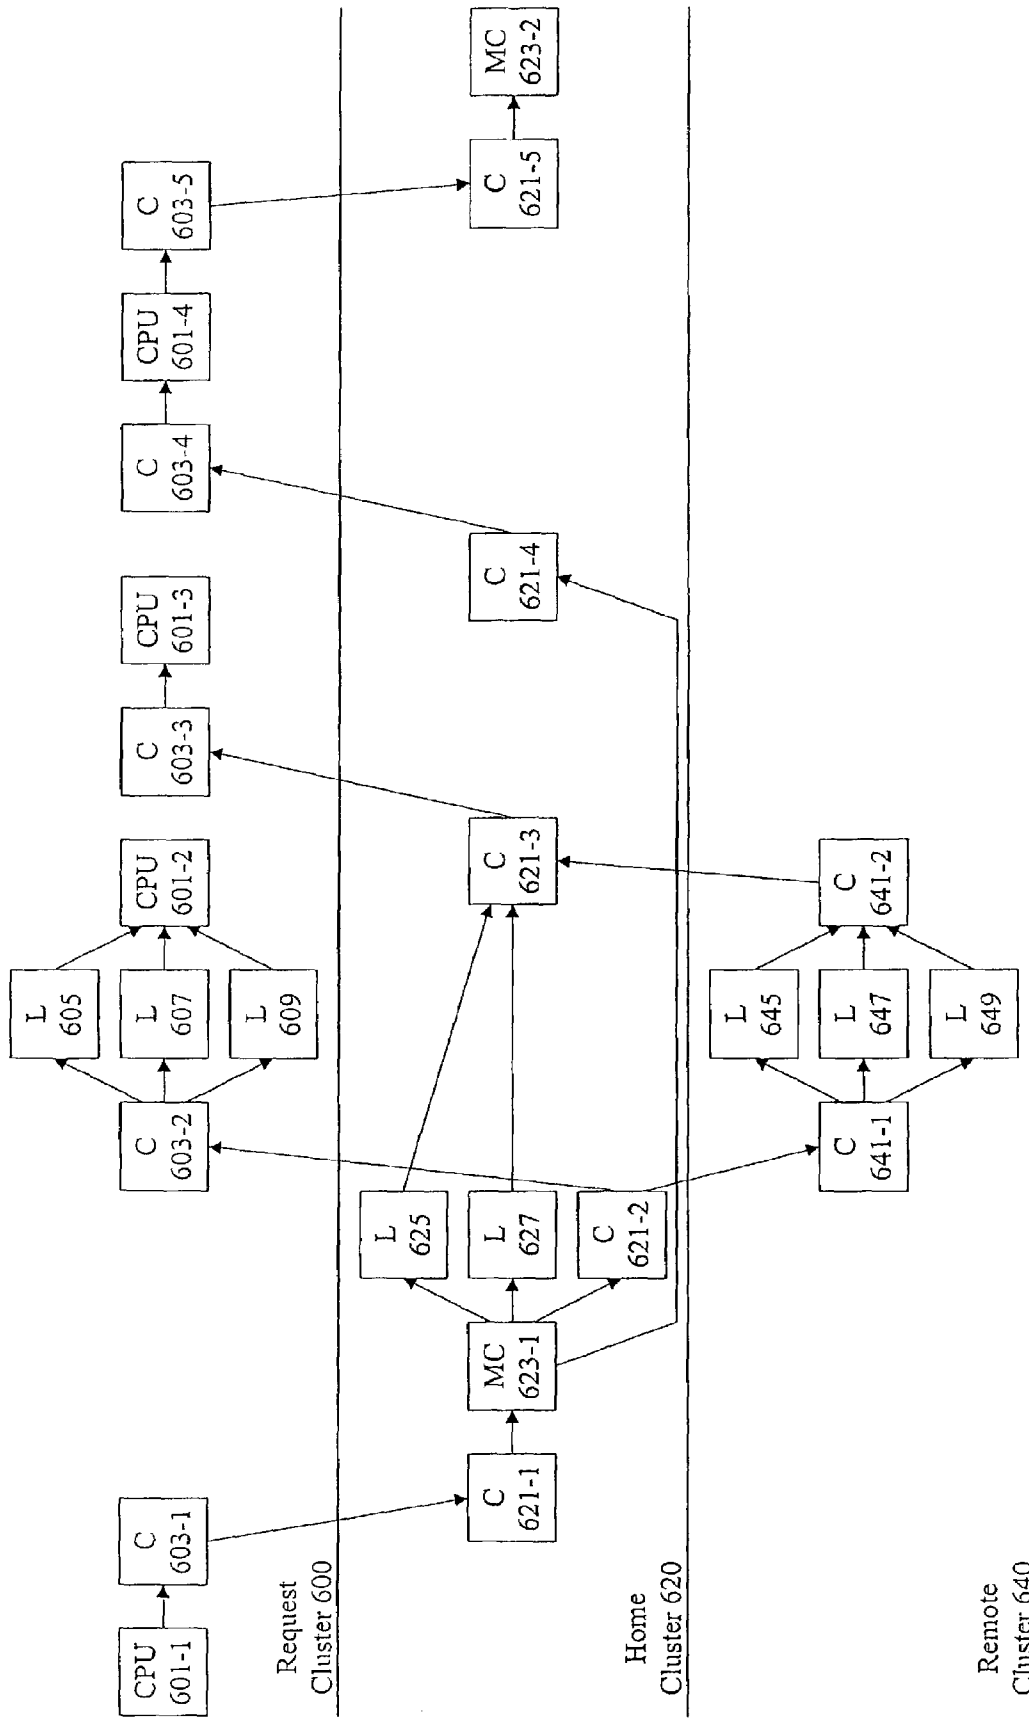 CPU
601-1
C
603-1
C
603-2
L
605
L
607
L
609
CPU
601-2
C
603-3
CPU
601-3
C
603-4
CPU
601-4
C
603-5
Request
Cluster 600
C
621-1
MC
623-1
L
625
L
627
C
621-2
C
621-3
C
621-4
C
621-5
MC
623-2
Home
Cluster 620
C
641-1
L
645
L
647
L
649
C
641-2
Remote
Cluster 640